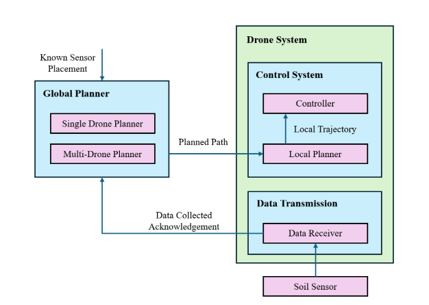 Known Sensor
Placement
Global Planner
Single Drone Planner
Multi-Drone Planner
Planned Path
Data Collected
Acknowledgement
Drone System
Control System
Controller
Local Trajectory
Local Planner
Data Transmission
Data Receiver
Soil Sensor